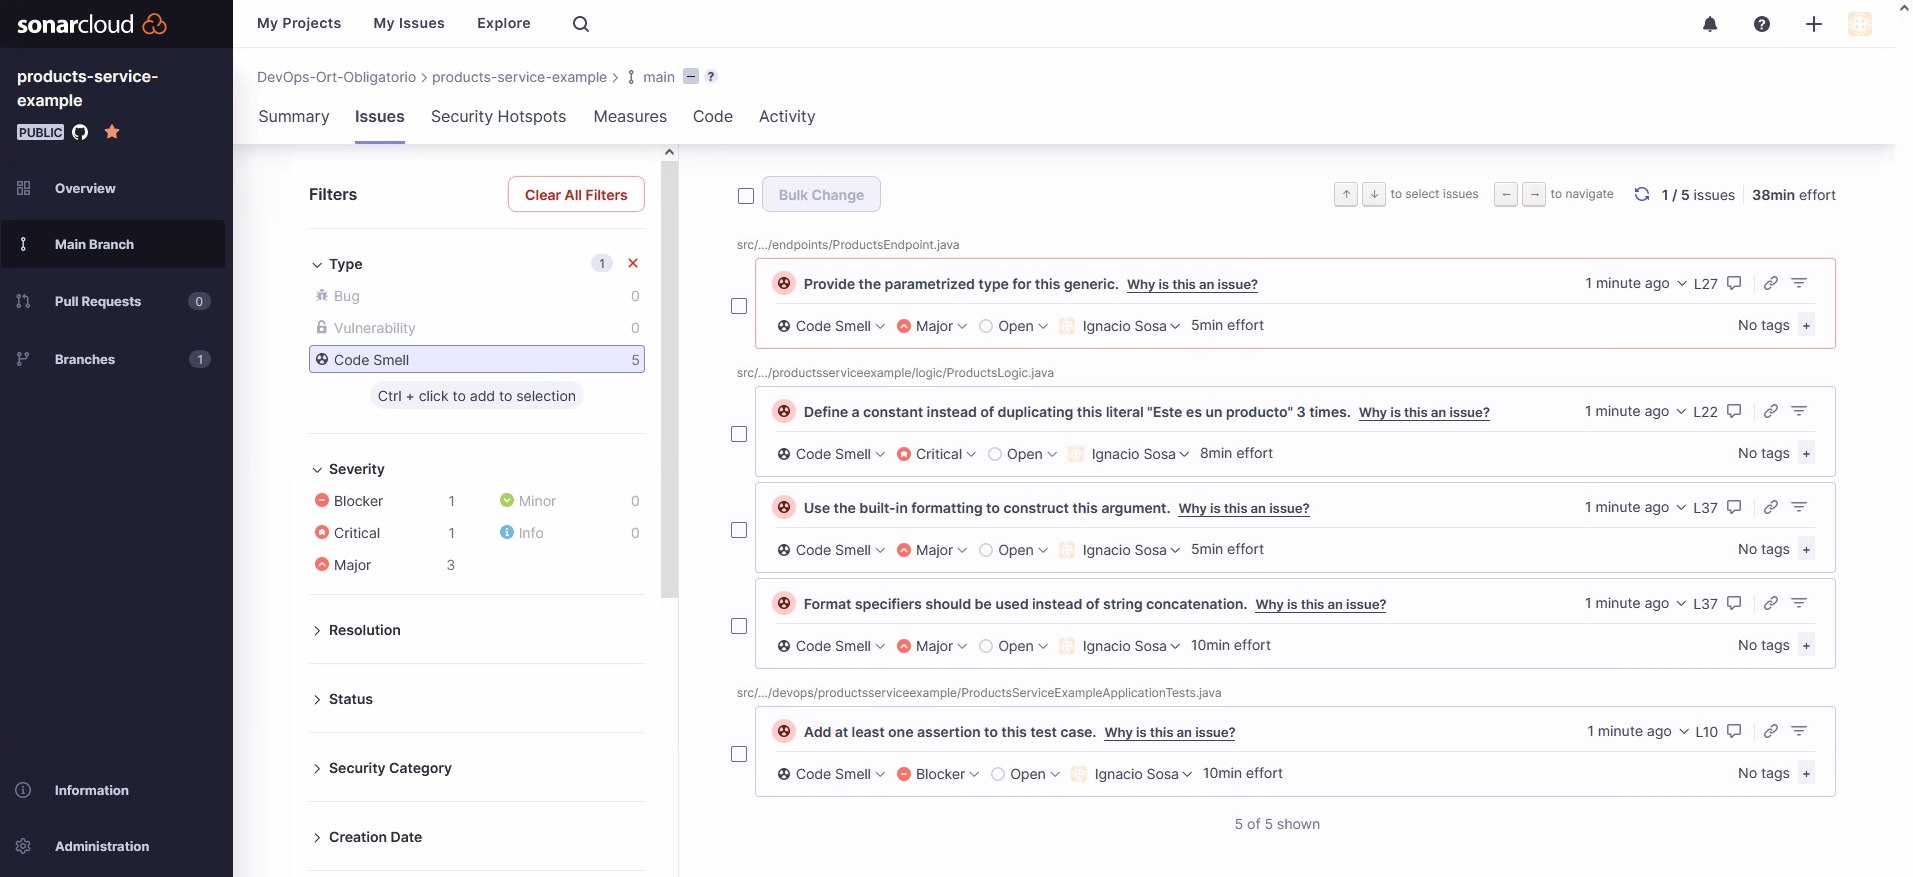 sonarcloud
My Projects My Issues Explore
products-service-
example
PUBLIC
Overview
Main Branch
Pull Requests 0
Branches 1
Information
Administration
DevOps-Ort-Obligatorio > products-service-example > main ?
Summary Issues Security Hotspots Measures Code Activity
Filters Clear All Filters
Type 1
Bug 0
Vulnerability 0
Code Smell 5
Ctrl + click to add to selection
Severity
Blocker 1 Minor 0
Critical 1 Info 0
Major 3
Resolution
Status
Security Category
Creation Date
Bulk Change ↑ ↓ to select issues ← → to navigate 1 / 5 issues 38min effort
src/.../endpoints/ProductsEndpoint.java
Provide the parametrized type for this generic. Why is this an issue? 1 minute ago L27
Code Smell Major Open Ignacio Sosa 5min effort No tags +
src/.../productsserviceexample/logic/ProductsLogic.java
Define a constant instead of duplicating this literal "Este es un producto" 3 times. Why is this an issue? 1 minute ago L22
Code Smell Critical Open Ignacio Sosa 8min effort No tags +
Use the built-in formatting to construct this argument. Why is this an issue? 1 minute ago L37
Code Smell Major Open Ignacio Sosa 5min effort No tags +
Format specifiers should be used instead of string concatenation. Why is this an issue? 1 minute ago L37
Code Smell Major Open Ignacio Sosa 10min effort No tags +
src/.../devops/productsserviceexample/ProductsServiceExampleApplicationTests.java
Add at least one assertion to this test case. Why is this an issue? 1 minute ago L10
Code Smell Blocker Open Ignacio Sosa 10min effort No tags +
5 of 5 shown